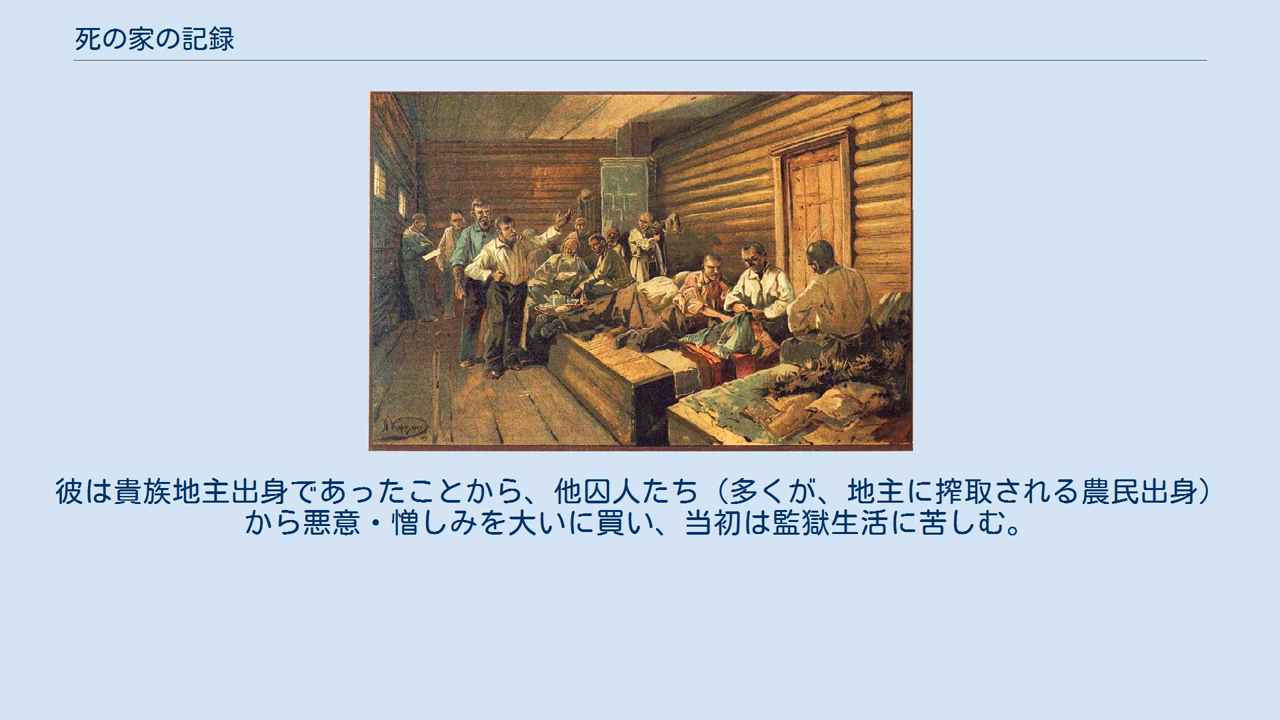 死の家の記録
彼は貴族地主出身であったことから、他囚人たち（多くが、地主に搾取される農民出身）
から悪意・憎しみを大いに買い、当初は監獄生活に苦しむ。